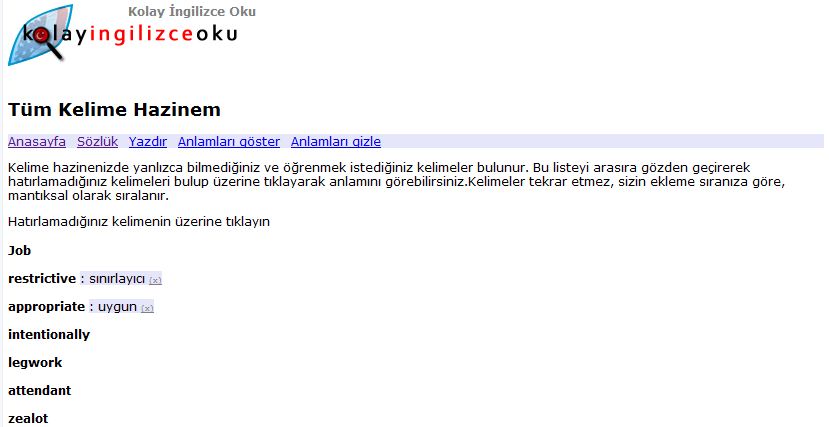 Kolay İngilizce Oku
kolayingilizceoku
Tüm Kelime Hazinem
Anasayfa Sözlük Yazdır Anlamları göster Anlamları gizle
Kelime hazinenizde yanlızca bilmediğiniz ve öğrenmek istediğiniz kelimeler bulunur. Bu listeyi arasıra gözden geçirerek
hatırlamadığınız kelimeleri bulup üzerine tıklayarak anlamını görebilirsiniz.Kelimeler tekrar etmez, sizin ekleme sıranıza göre,
mantıksal olarak sıralanır.
Hatırlamadığınız kelimenin üzerine tıklayın
Job
restrictive : sınırlayıcı (x)
appropriate : uygun (x)
intentionally
legwork
attendant
zealot